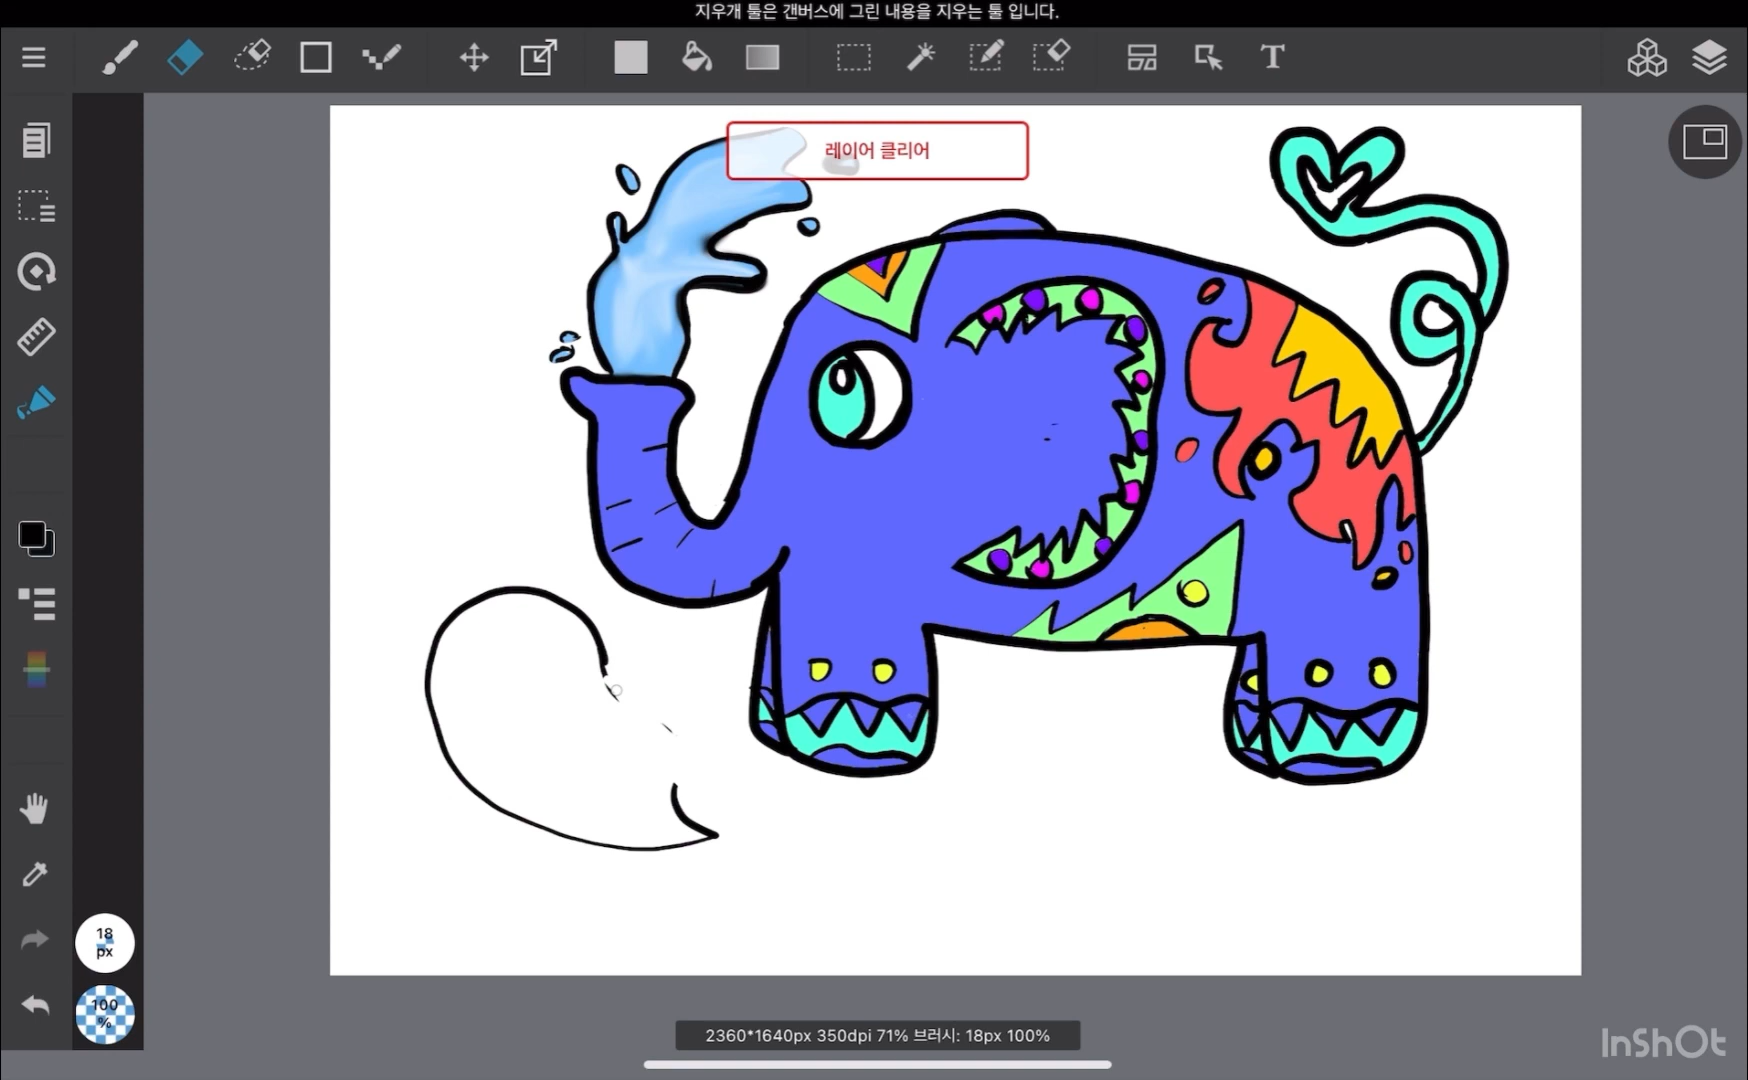 지우개 툴은 캔버스에 그린 내용을 지우는 툴 입니다.
레이어 클리어
T
18
px
100
%
2360*1640px 350dpi 71% 브러시: 18px 100%
InShOt